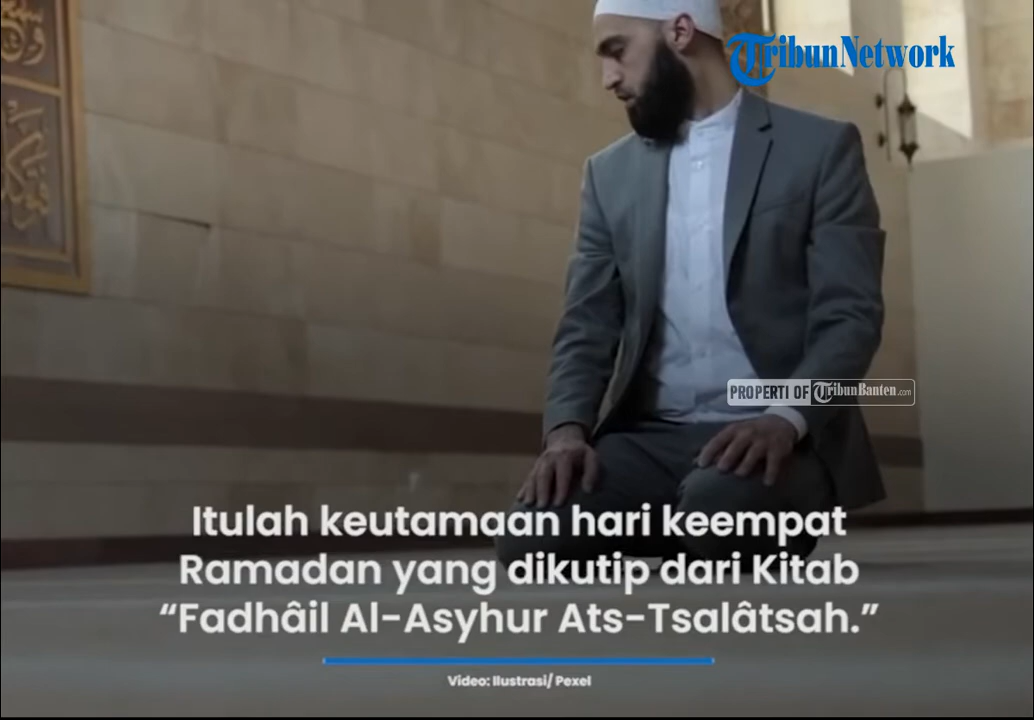 TribunNetwork
PROPERTI OF TribunBanten.com
Itulah keutamaan hari keempat
Ramadan yang dikutip dari Kitab
“Fadhâil Al-Asyhur Ats-Tsalâtsah.”
Video: Ilustrasi/ Pexel